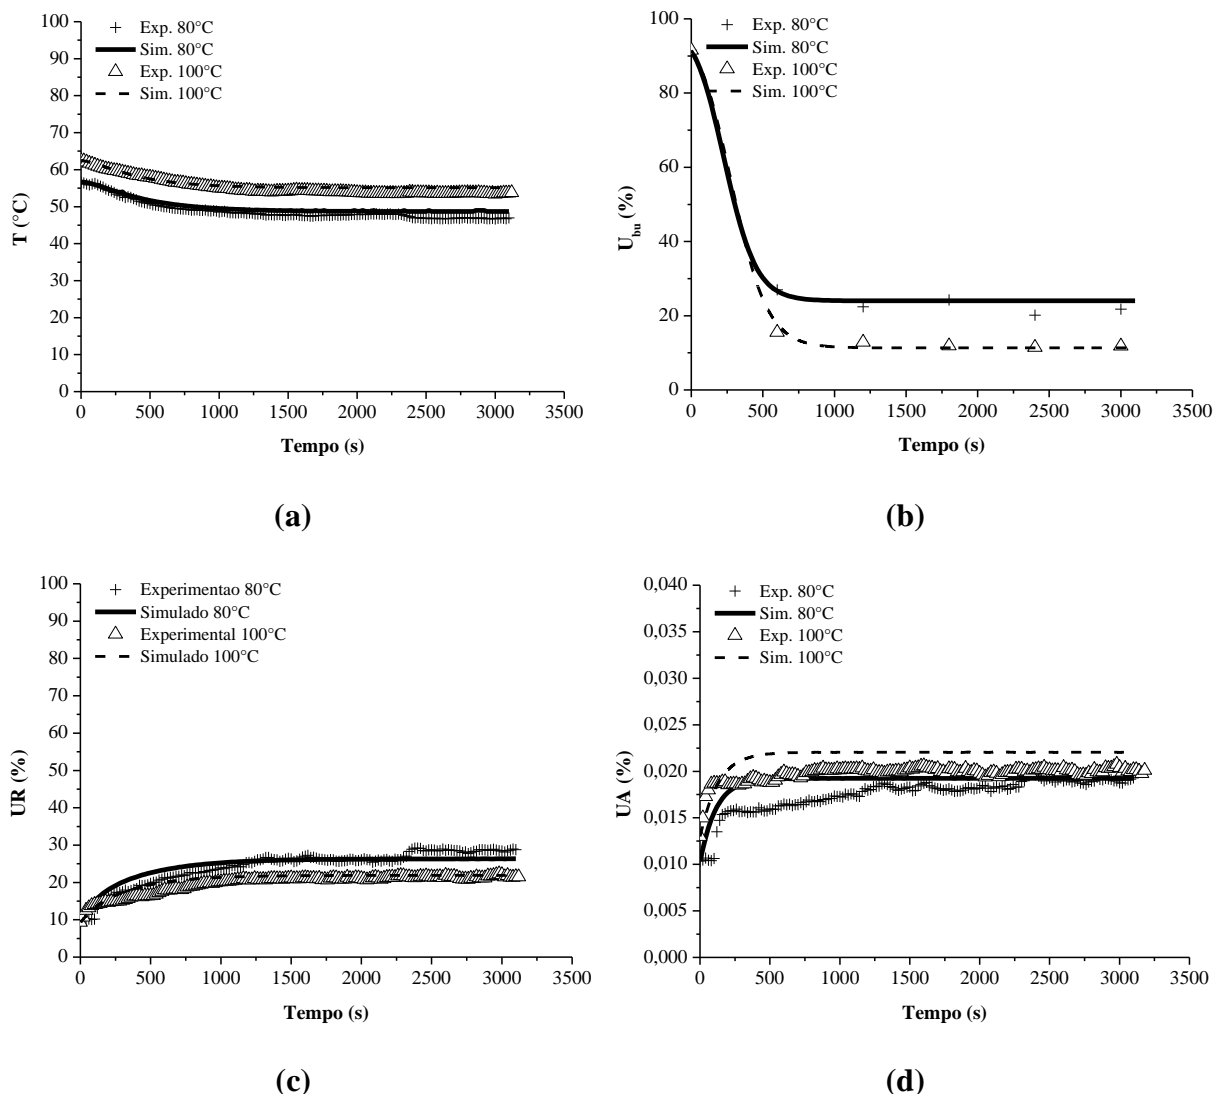 100
90
80
70
60
50
40
30
20
10
0
T (°C)
Exp. 80°C
Sim. 80°C
Exp. 100°C
Sim. 100°C
0 500 1000 1500 2000 2500 3000 3500
Tempo (s)
(a)
100
80
60
40
20
0
U bu (%)
Exp. 80°C
Sim. 80°C
Exp. 100°C
Sim. 100°C
0 500 1000 1500 2000 2500 3000 3500
Tempo (s)
(b)
100
90
80
70
60
50
40
30
20
10
0
UR (%)
Experimentao 80°C
Simulado 80°C
Experimental 100°C
Simulado 100°C
0 500 1000 1500 2000 2500 3000 3500
Tempo (s)
(c)
0,040
0,035
0,030
0,025
0,020
0,015
0,010
0,005
0,000
UA (%)
Exp. 80°C
Sim. 80°C
Exp. 100°C
Sim. 100°C
0 500 1000 1500 2000 2500 3000 3500
Tempo (s)
(d)